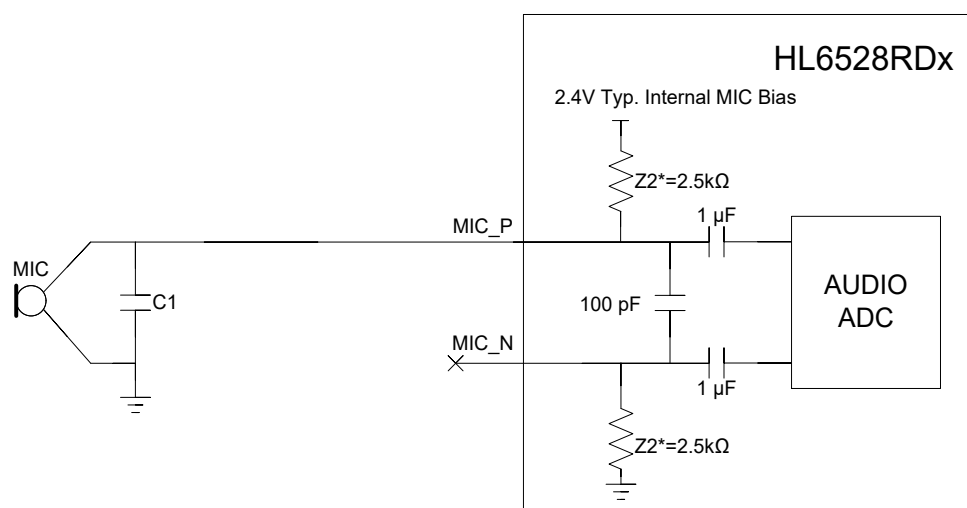 HL6528RDx
2.4V Typ. Internal MIC Bias
Z2*=2.5kΩ
MIC_P
1 µF
MIC
C1
100 pF
AUDIO
ADC
MIC_N
1 µF
Z2*=2.5kΩ